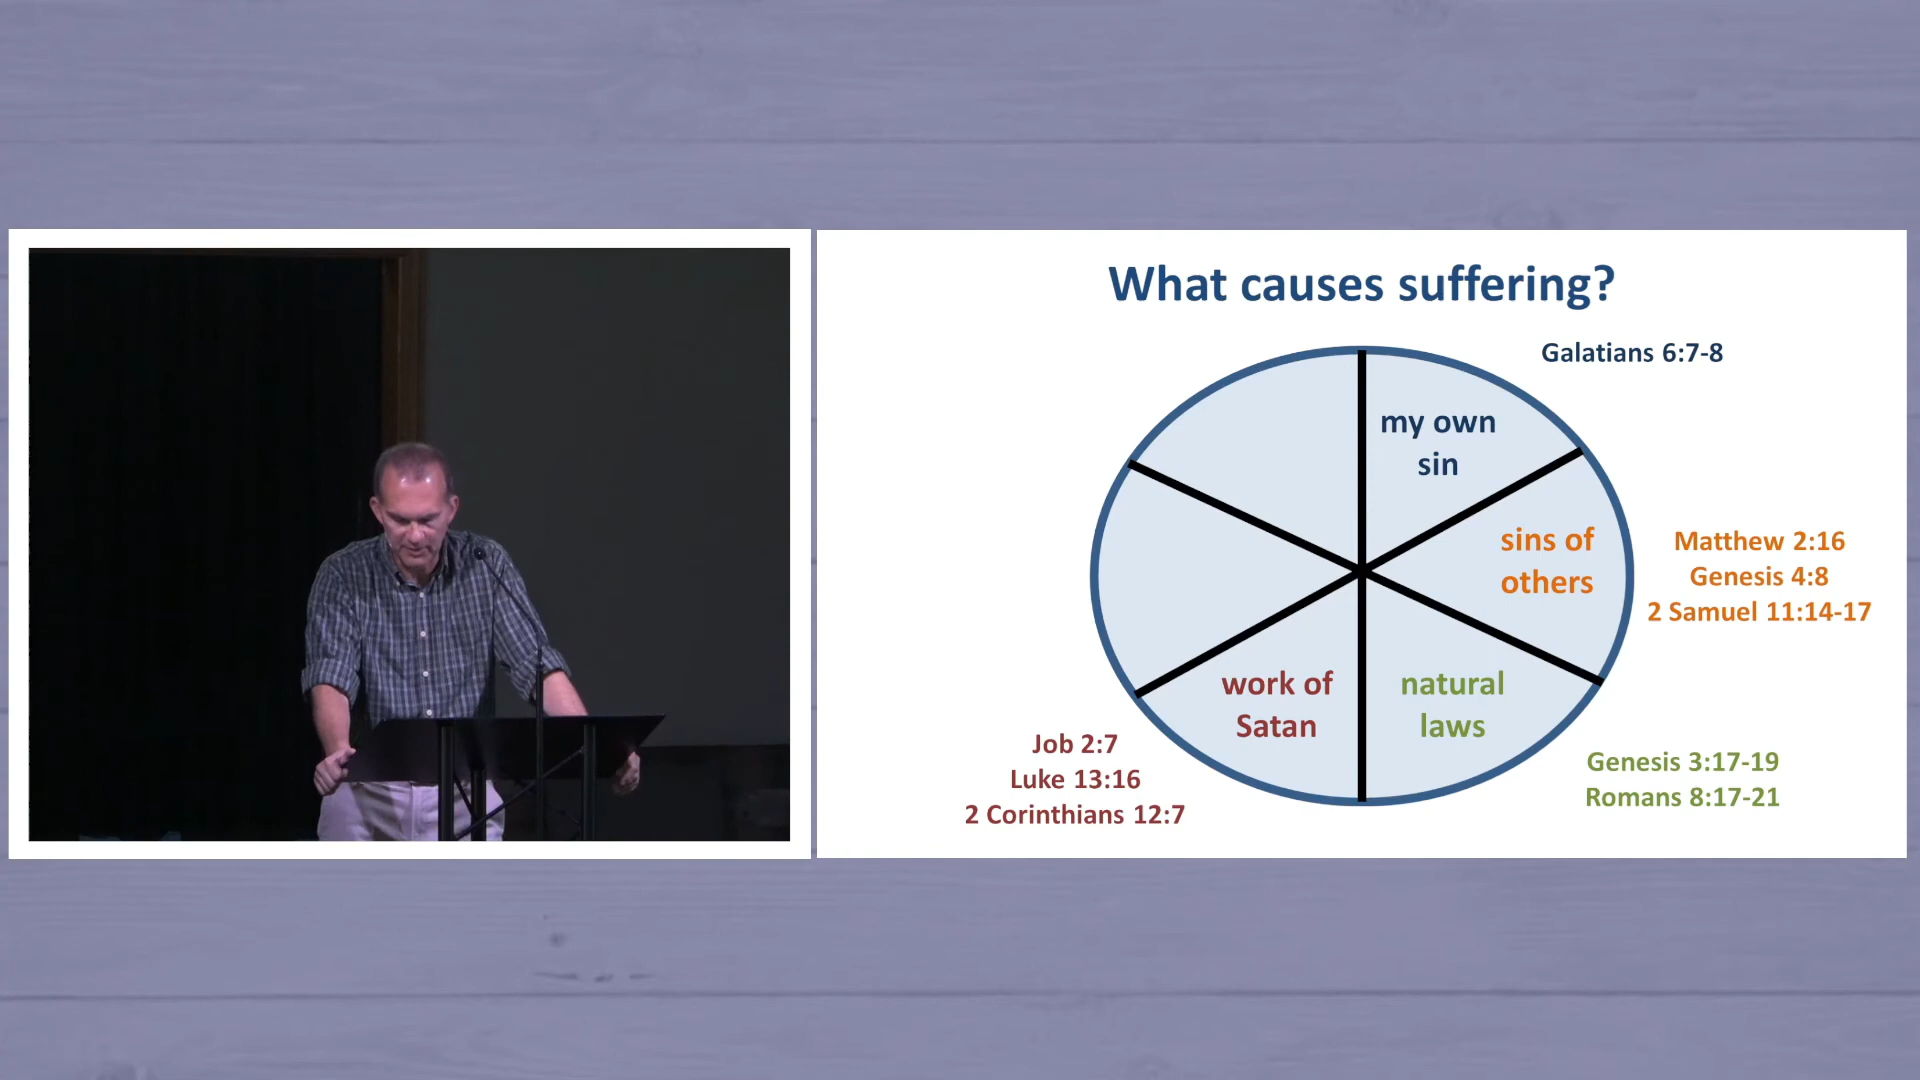 What causes suffering?
Galatians 6:7-8
my own
sin
sins of
others
Matthew 2:16
Genesis 4:8
2 Samuel 11:14-17
natural
laws
Genesis 3:17-19
Romans 8:17-21
work of
Satan
Job 2:7
Luke 13:16
2 Corinthians 12:7